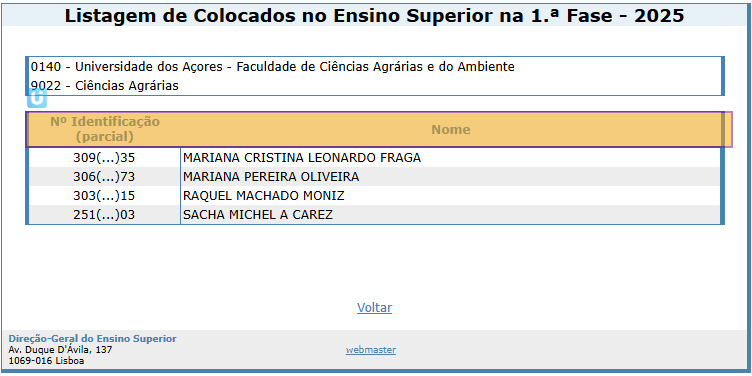 Listagem de Colocados no Ensino Superior na 1.ª Fase - 2025
0140 - Universidade dos Açores - Faculdade de Ciências Agrárias e do Ambiente
9022 - Ciências Agrárias
Nº Identificação (parcial) Nome
309(...)35 MARIANA CRISTINA LEONARDO FRAGA
306(...)73 MARIANA PEREIRA OLIVEIRA
303(...)15 RAQUEL MACHADO MONIZ
251(...)03 SACHA MICHEL A CAREZ
Voltar
Direção-Geral do Ensino Superior
Av. Duque D'Ávila, 137
1069-016 Lisboa
webmaster